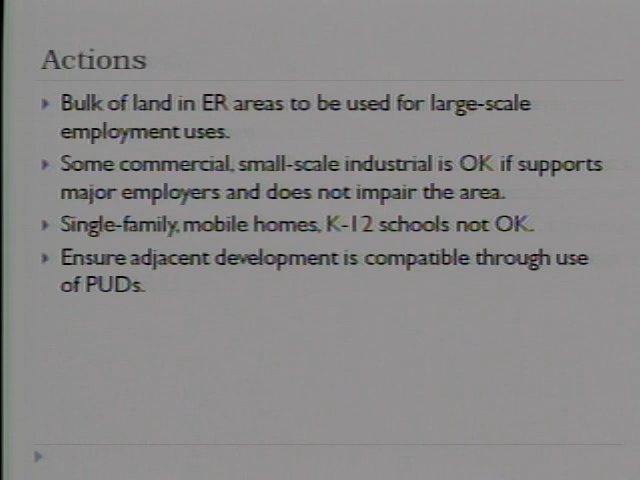 Actions
Bulk of land in ER areas to be used for large-scale
employment uses.
Some commercial, small-scale industrial is OK if supports
major employers and does not impair the area.
Single-family, mobile homes, K-12 schools not OK.
Ensure adjacent development is compatible through use
of PUDs.